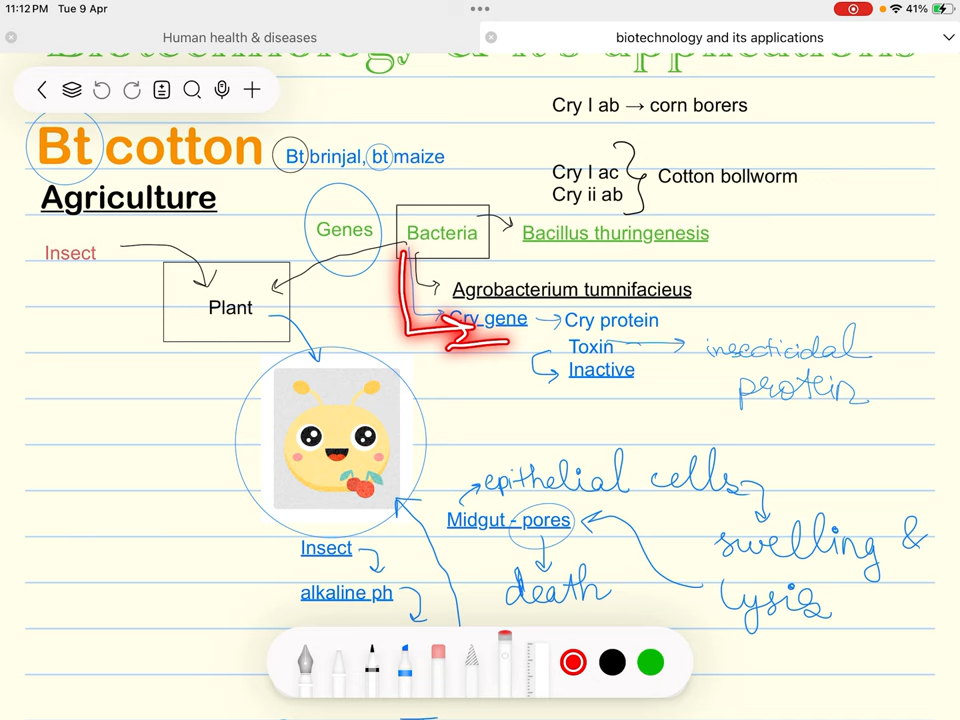 11:12 PM Tue 9 Apr
41%
Human health & diseases
biotechnology and its applications
Biotechnology & it's applications
Cry I ab → corn borers
Bt cotton
Bt brinjal, bt maize
Cry I ac
Cry ii ab
Cotton bollworm
Agriculture
Genes
Bacteria
Bacillus thuringenesis
Insect
Plant
Agrobacterium tumnifacieus
Cry gene
Cry protein
Toxin
Inactive
insecticidal
protein
epithelial cells
Midgut - pores
swelling &
lysis
death
Insect
alkaline ph